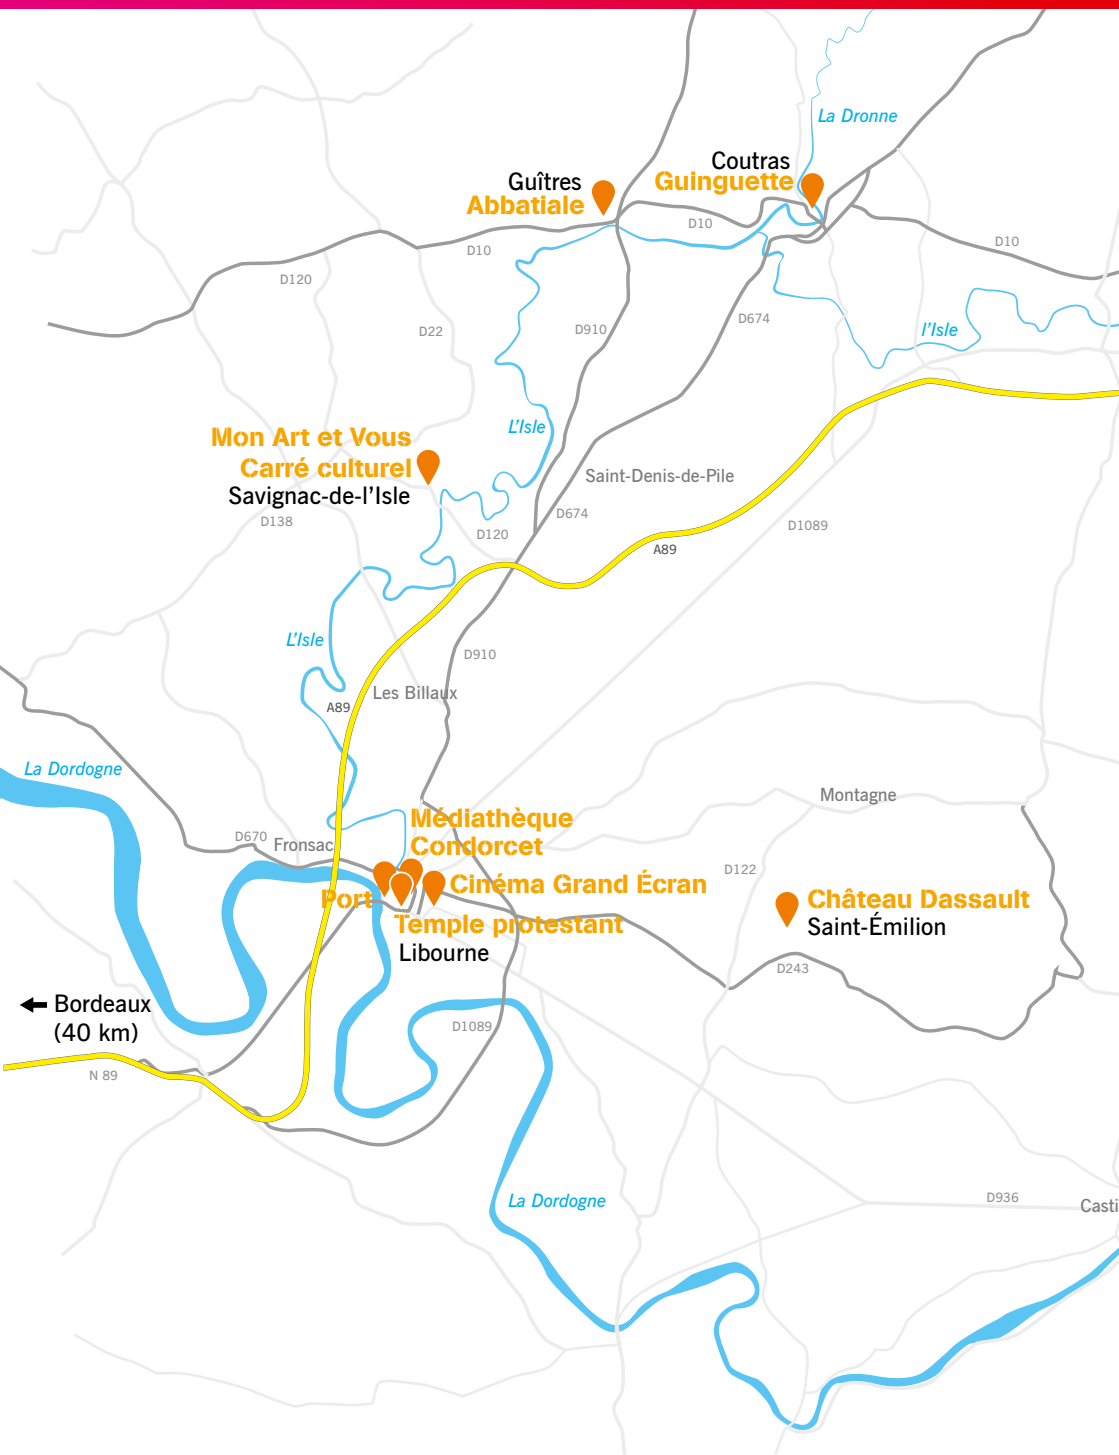 La Dronne
Coutras
Guinguette
Guîtres
Abbatiale
D10
D10
D10
D120
D22
D910
D674
l'Isle
L'Isle
Mon Art et Vous
Carré culturel
Savignac-de-l'Isle
Saint-Denis-de-Pile
D138
D674
D120
D1089
A89
L'Isle
D910
Les Billaux
A89
La Dordogne
Montagne
Médiathèque
Condorcet
D670
Fronsac
D122
Cinéma Grand Écran
Port
Château Dassault
Saint-Émilion
Temple protestant
Libourne
D243
Bordeaux
(40 km)
D1089
N 89
La Dordogne
D936
Casti